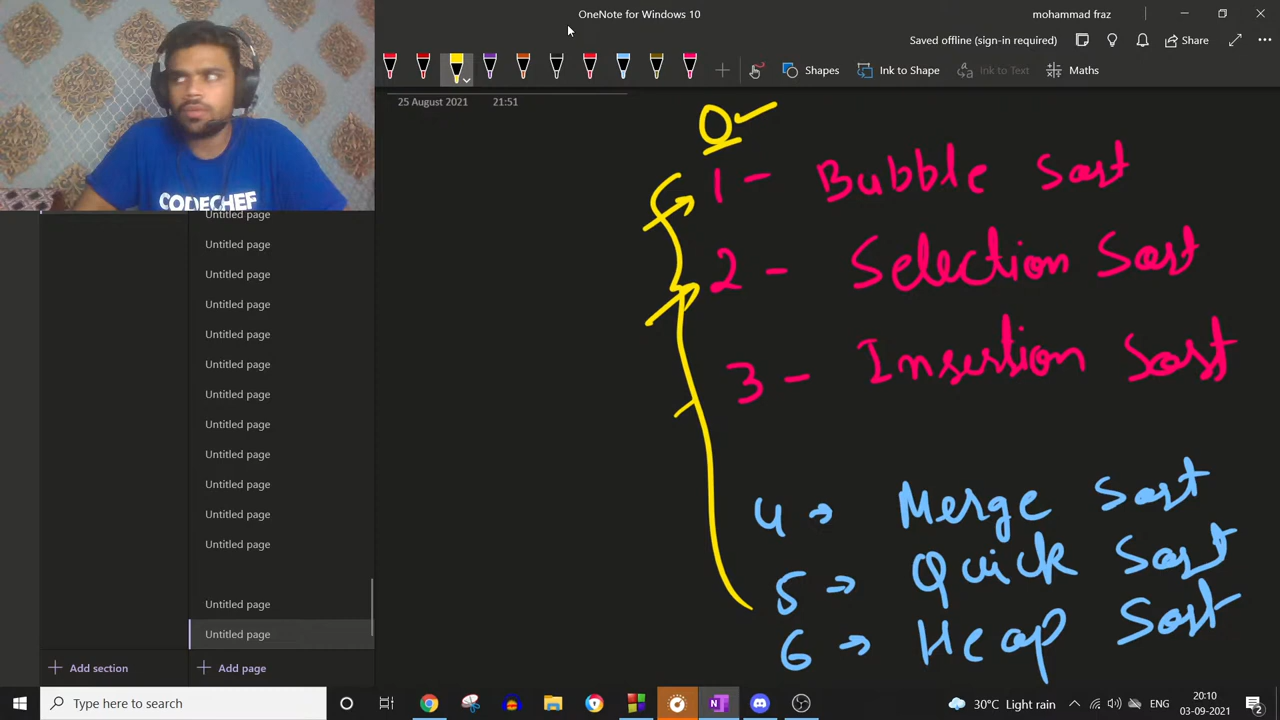 OneNote for Windows 10
mohammad fraz
Saved offline (sign-in required)
Share
Shapes
Ink to Shape
Ink to Text
Maths
25 August 2021 21:51
CODECHEF
1 - Bubble Sort
2 - Selection Sort
3 - Insertion Sort
4 → Merge Sort
5 → Quick Sort
6 → Heap Sort
Untitled page
Untitled page
Untitled page
Untitled page
Untitled page
Untitled page
Untitled page
Untitled page
Untitled page
Untitled page
Untitled page
Untitled page
Untitled page
Untitled page
Add section
Add page
Type here to search
30°C Light rain
ENG
20:10
03-09-2021
2